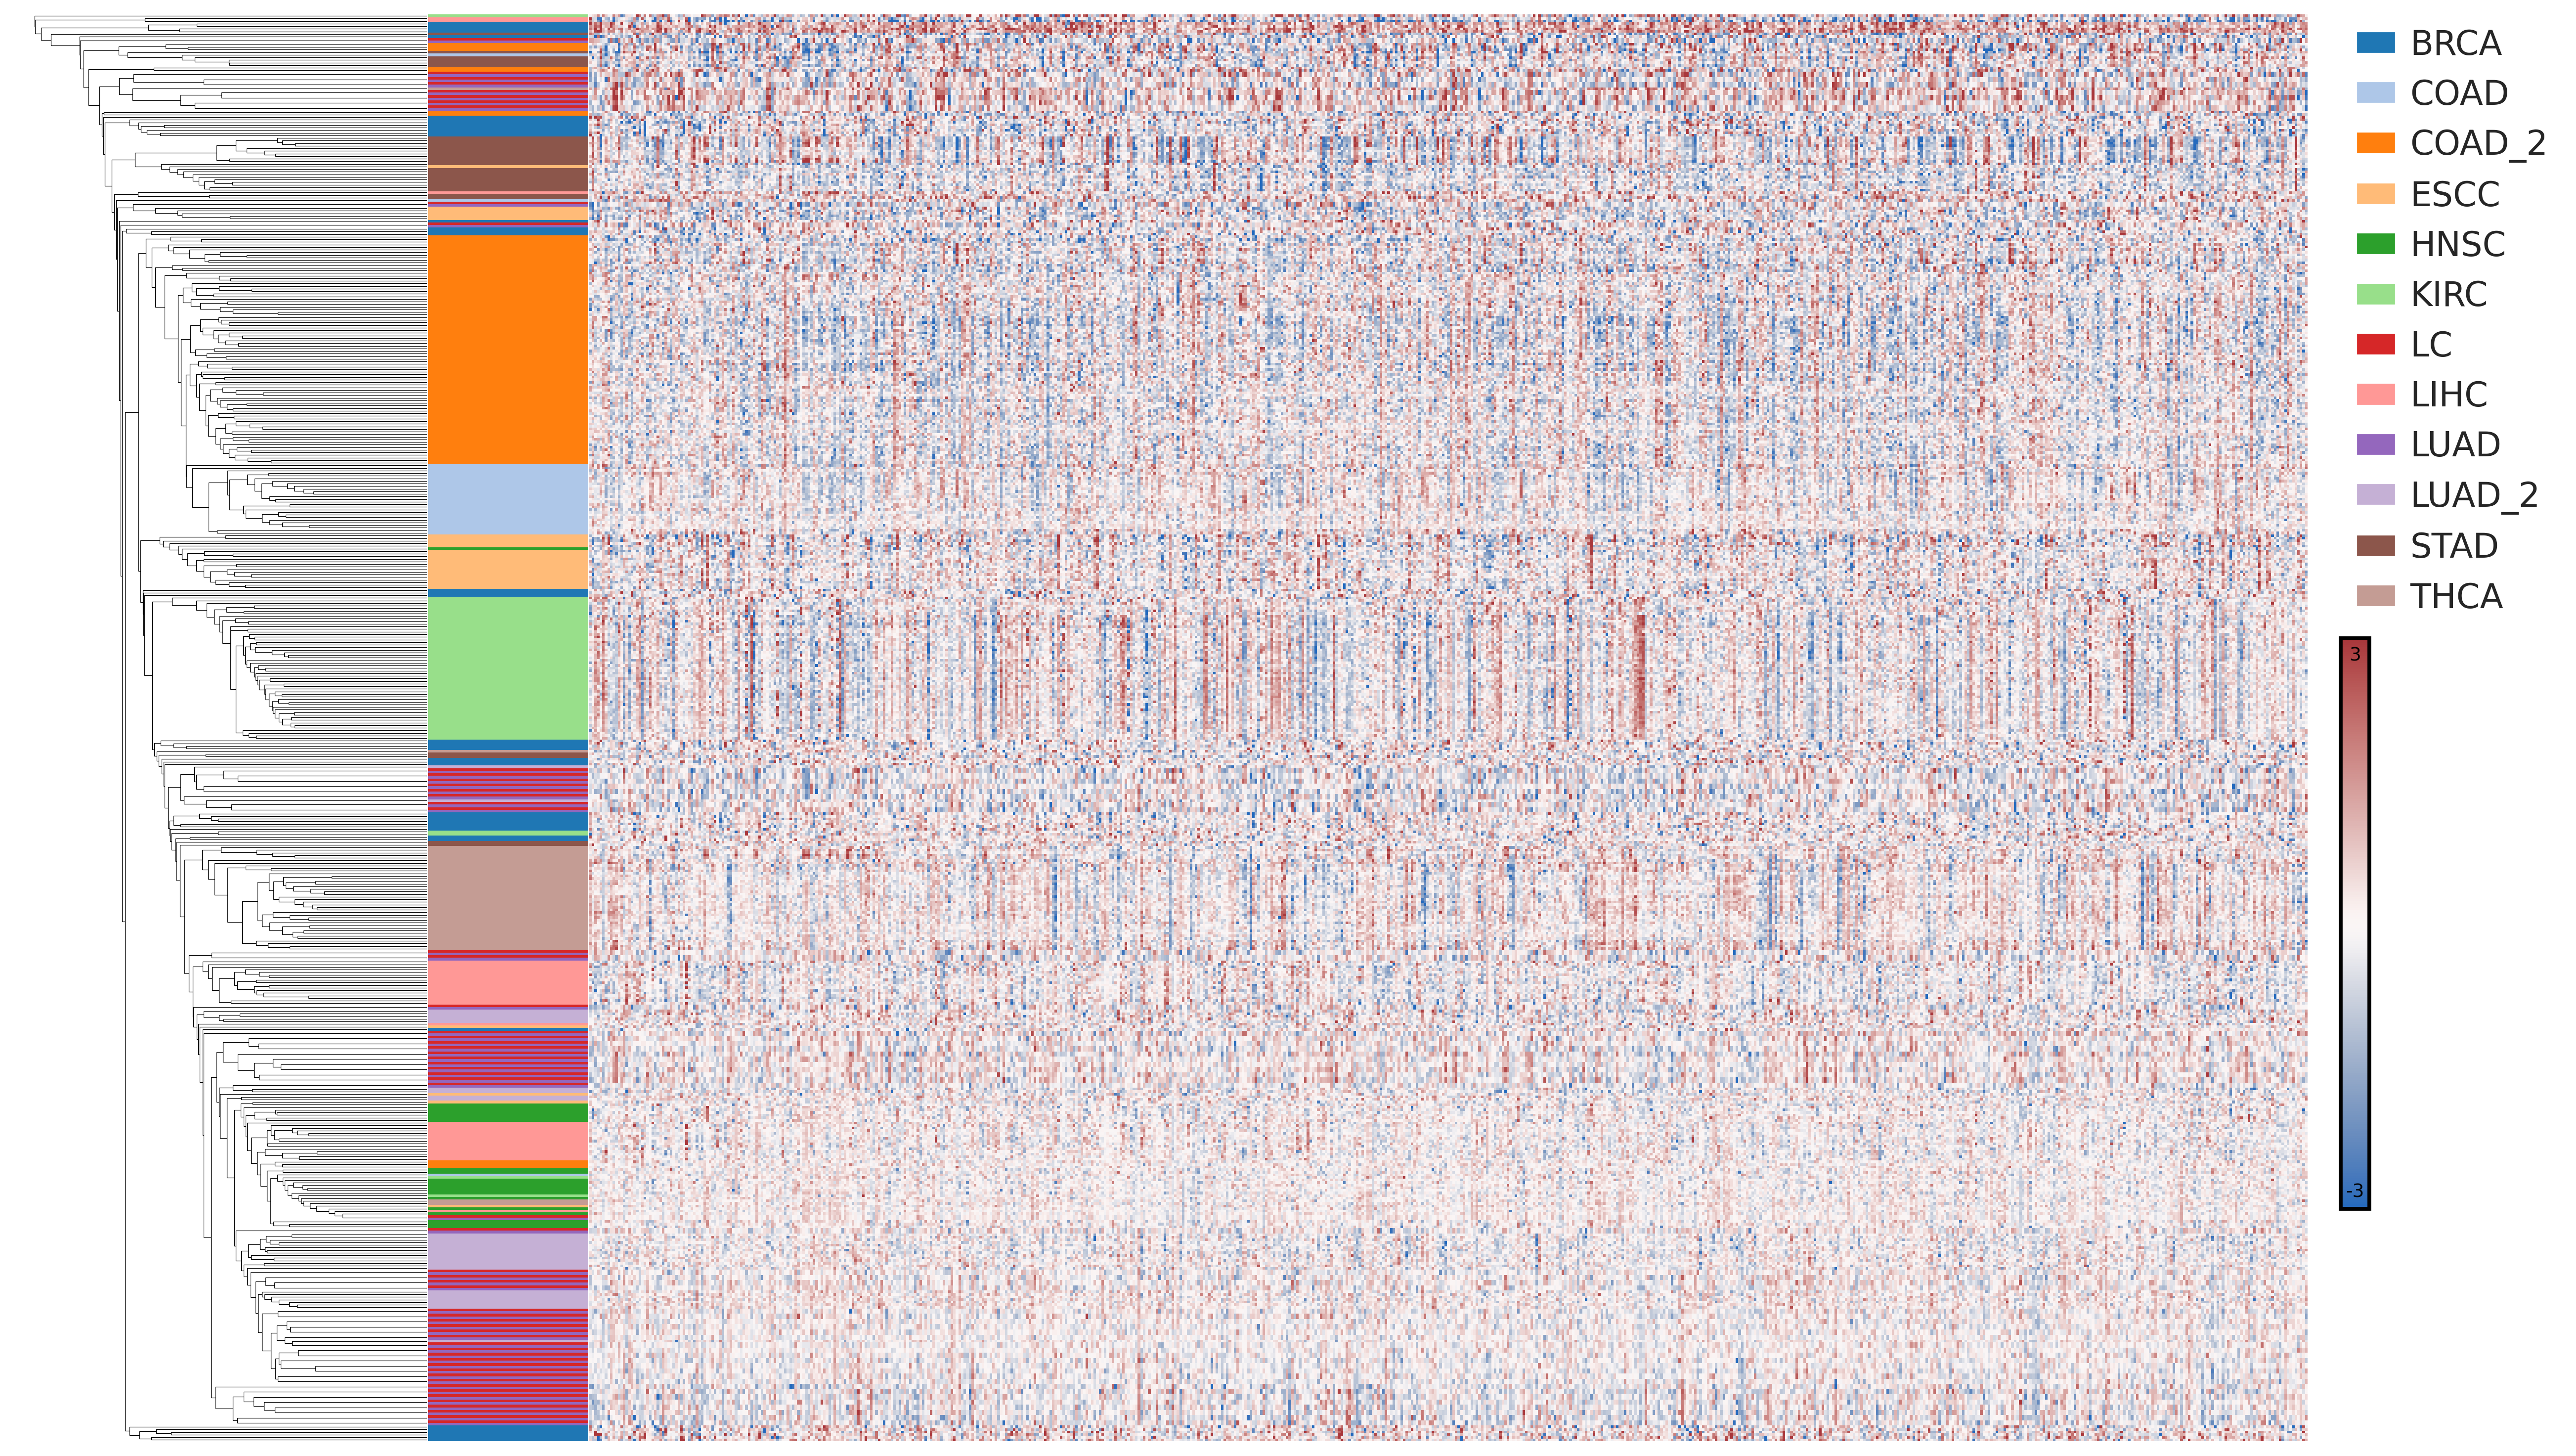 BRCA
COAD
COAD_2
ESCC
HNSC
KIRC
LC
LIHC
LUAD
LUAD_2
STAD
THCA
3
-3